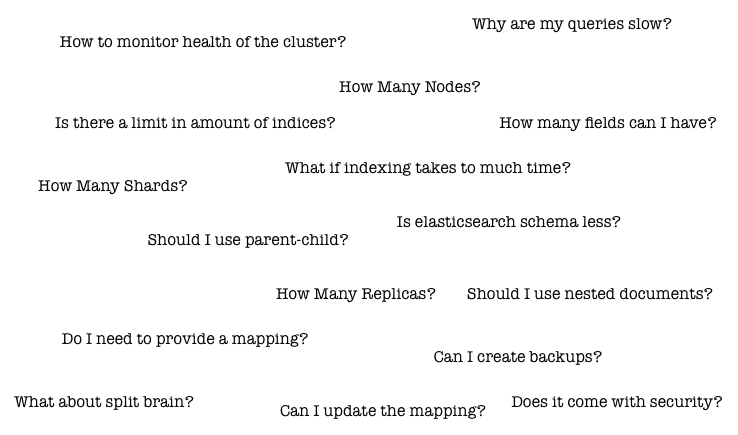 Why are my queries slow?
How to monitor health of the cluster?
How Many Nodes?
Is there a limit in amount of indices?
How many fields can I have?
What if indexing takes to much time?
How Many Shards?
Is elasticsearch schema less?
Should I use parent-child?
How Many Replicas?
Should I use nested documents?
Do I need to provide a mapping?
Can I create backups?
What about split brain?
Does it come with security?
Can I update the mapping?